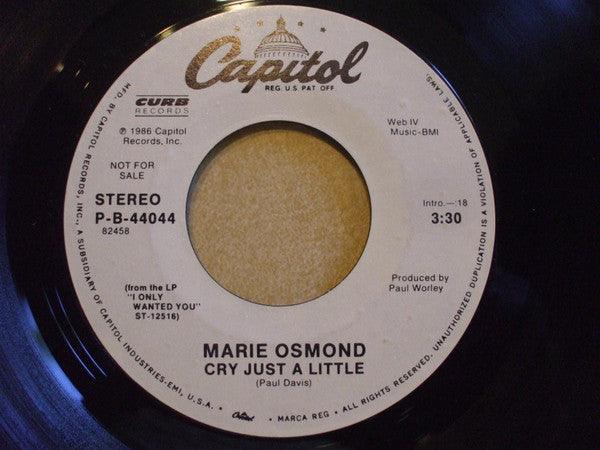 Capitol
REG. U.S. PAT. OFF.
CURB
RECORDS
℗ 1986 Capitol
Records, Inc.
NOT FOR
SALE
STEREO
P-B-44044
82458
(from the LP
"I ONLY
WANTED YOU"
ST-12516)
Web IV
Music-BMI
Intro.—:18
3:30
Produced by
Paul Worley
MARIE OSMOND
CRY JUST A LITTLE
(Paul Davis)
MFD. BY CAPITOL RECORDS, INC., A SUBSIDIARY OF CAPITOL INDUSTRIES-EMI, U.S.A. • Capitol • MARCA REG. • ALL RIGHTS RESERVED. UNAUTHORIZED DUPLICATION IS A VIOLATION OF APPLICABLE LAWS.